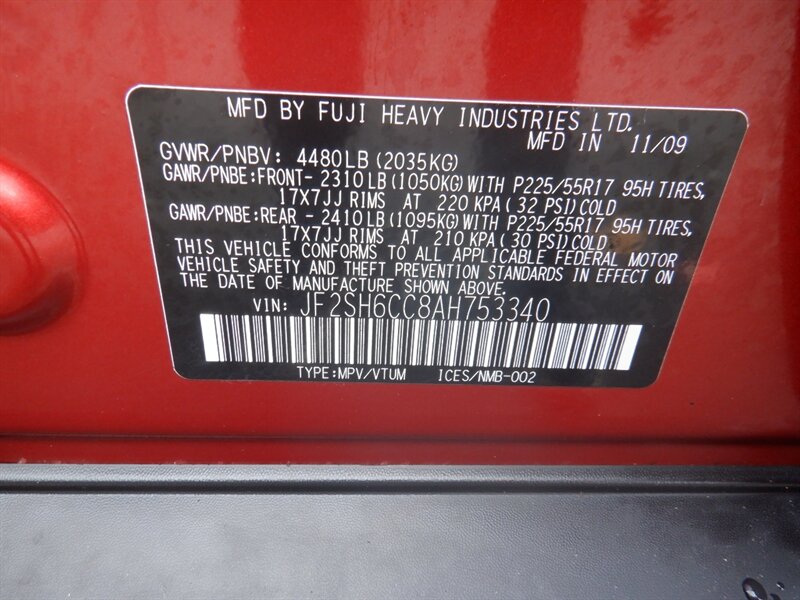 MFD BY FUJI HEAVY INDUSTRIES LTD.
MFD IN 11/09
GVWR/PNBV: 4480LB(2035KG)
GAWR/PNBE:FRONT- 2310LB(1050KG)WITH P225/55R17 95H TIRES,
17X7JJ RIMS AT 220 KPA(32 PSI)COLD
GAWR/PNBE:REAR - 2410LB(1095KG)WITH P225/55R17 95H TIRES,
17X7JJ RIMS AT 210 KPA(30 PSI)COLD
THIS VEHICLE CONFORMS TO ALL APPLICABLE FEDERAL MOTOR
VEHICLE SAFETY AND THEFT PREVENTION STANDARDS IN EFFECT ON
THE DATE OF MANUFACTURE SHOWN ABOVE.
VIN: JF2SH6CC8AH753340
TYPE:MPV/VTUM ICES/NMB-002